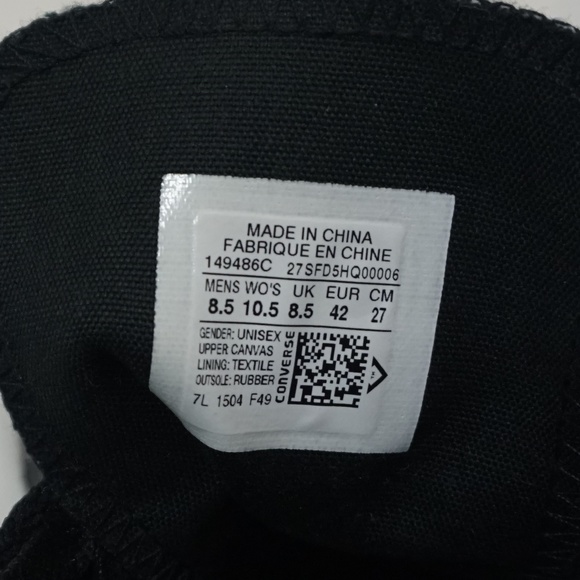 MADE IN CHINA
FABRIQUE EN CHINE
149486C 27SFD5HQ00006
MENS WO'S UK EUR CM
8.5 10.5 8.5 42 27
GENDER: UNISEX
UPPER CANVAS
LINING: TEXTILE
OUTSOLE: RUBBER
CONVERSE
7L 1504 F49